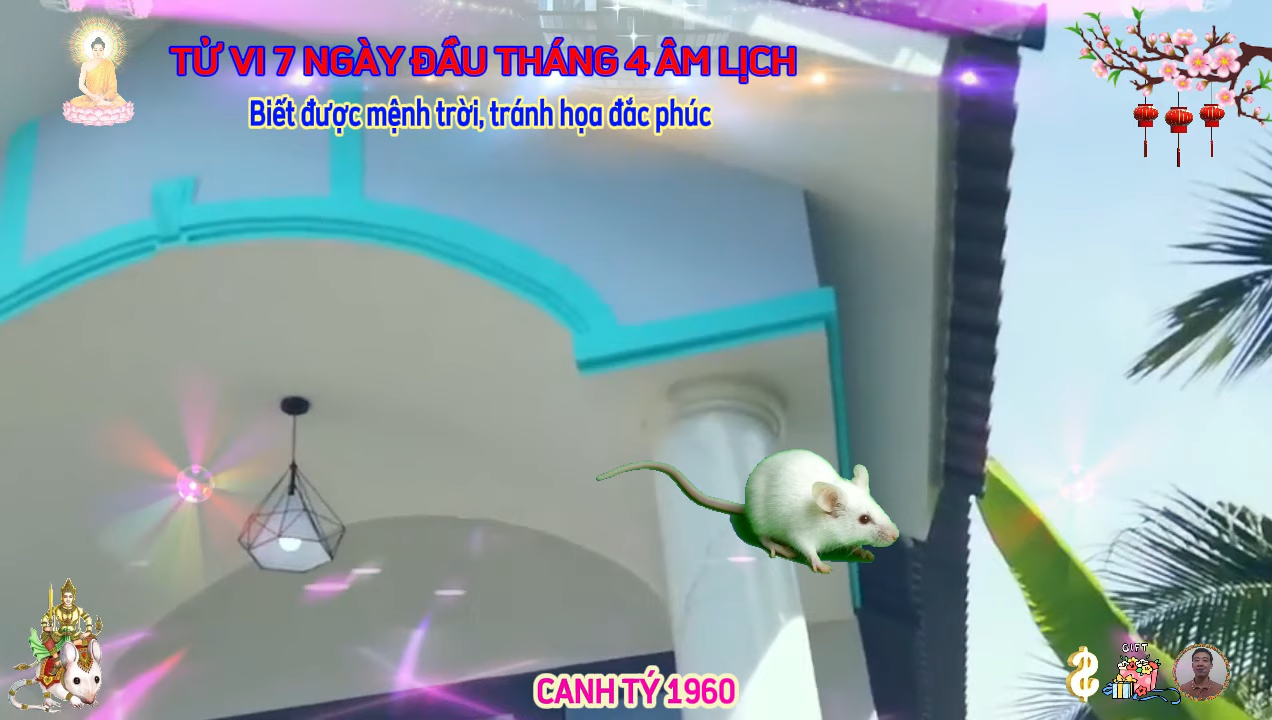 TỬ VI 7 NGÀY ĐẦU THÁNG 4 ÂM LỊCH
Biết được mệnh trời, tránh họa đắc phúc
GIFT
CANH TÝ 1960